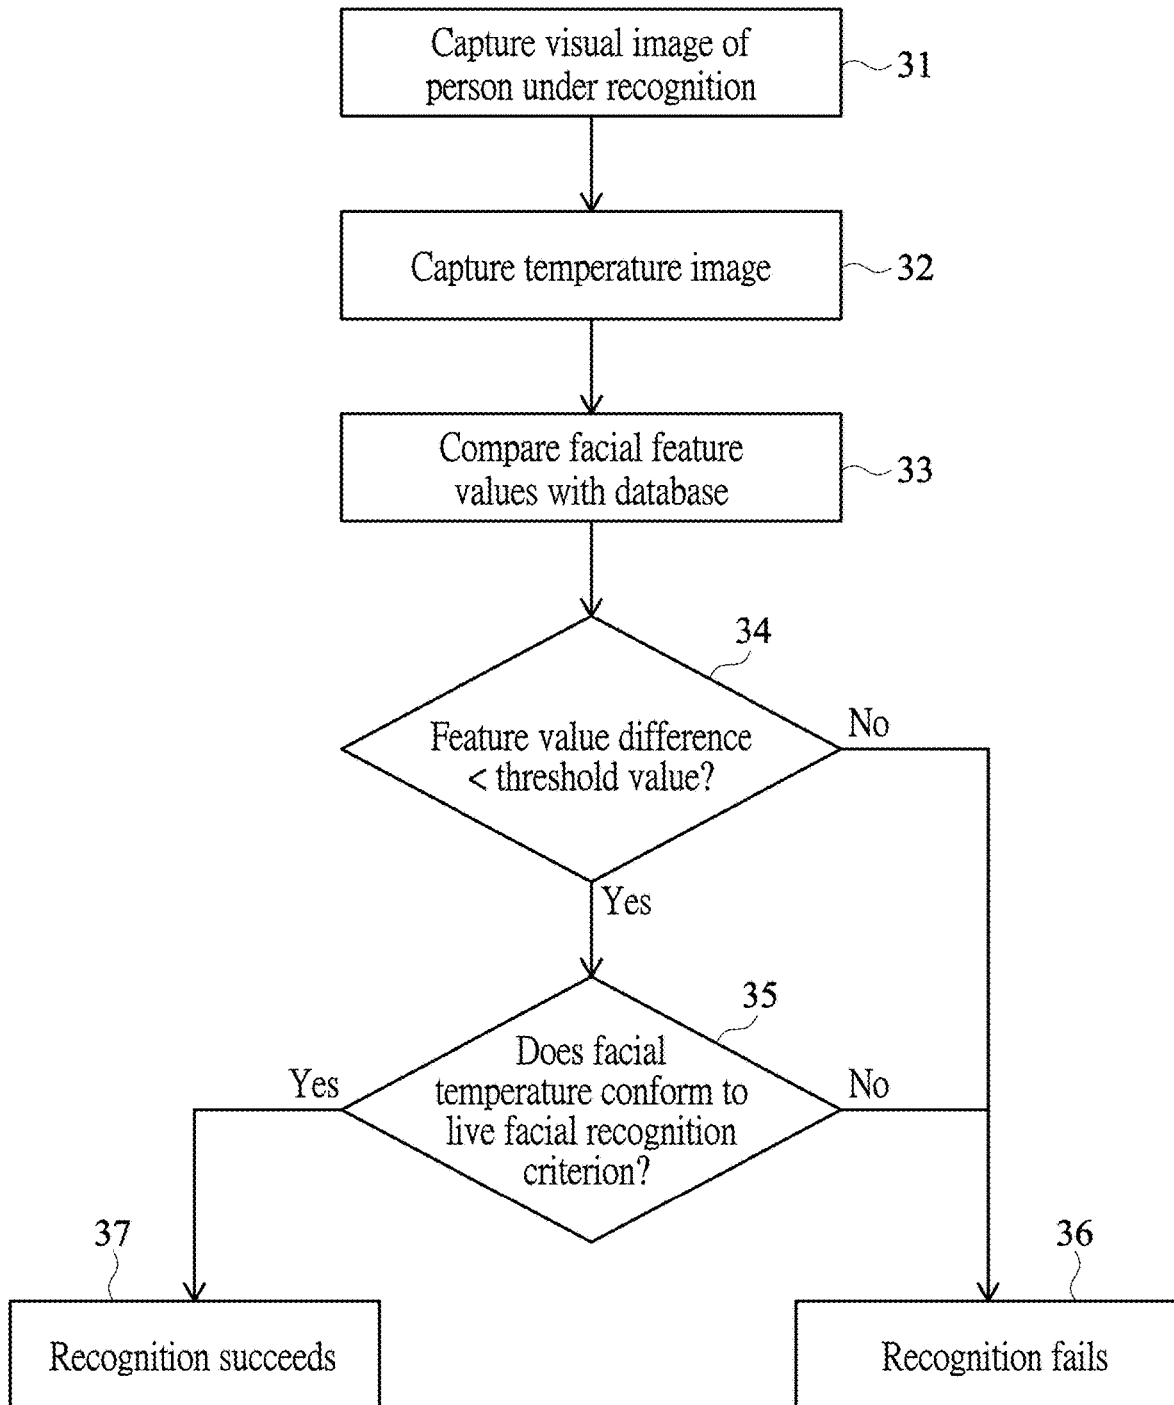 Capture visual image of
person under recognition
31
Capture temperature image
32
Compare facial feature
values with database
33
34
Feature value difference
< threshold value?
No
Yes
35
Does facial
temperature conform to
live facial recognition
criterion?
Yes
No
37
36
Recognition succeeds
Recognition fails